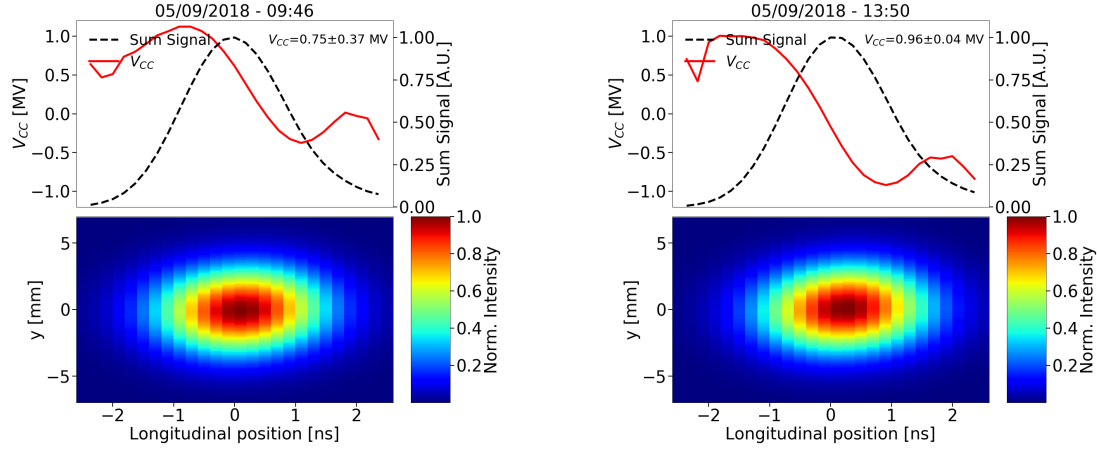 05/09/2018 - 09:46
Sum Signal
V_CC
V_CC=0.75±0.37 MV
V_CC [MV]
1.0
0.5
0.0
−0.5
−1.0
1.00
0.75
0.50
0.25
0.00
Sum Signal [A.U.]
y [mm]
5
0
−5
−2
−1
0
1
2
Longitudinal position [ns]
1.0
0.8
0.6
0.4
0.2
Norm. Intensity
05/09/2018 - 13:50
Sum Signal
V_CC
V_CC=0.96±0.04 MV
V_CC [MV]
1.0
0.5
0.0
−0.5
−1.0
1.00
0.75
0.50
0.25
0.00
Sum Signal [A.U.]
y [mm]
5
0
−5
−2
−1
0
1
2
Longitudinal position [ns]
1.0
0.8
0.6
0.4
0.2
Norm. Intensity